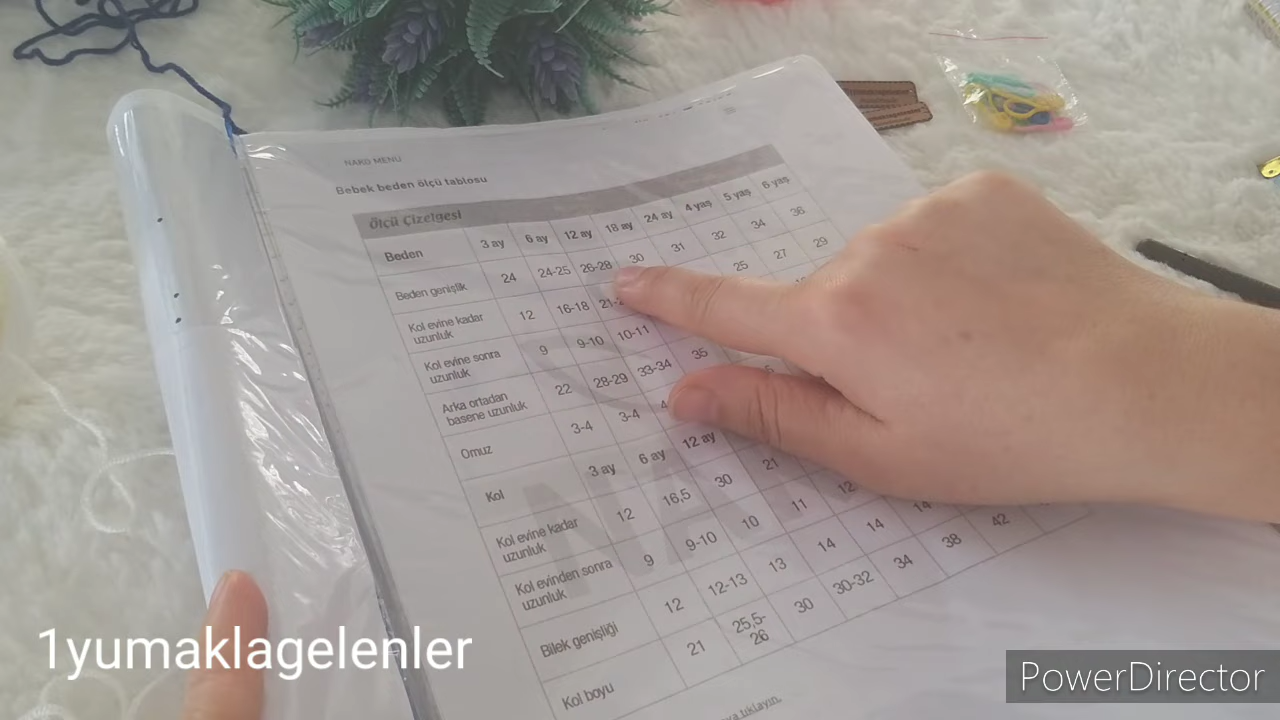 NAKO MENU
Bebek beden ölçü tablosu
Ölçü Çizelgesi
Beden 3 ay 6 ay 12 ay 18 ay 24 ay 4 yaş 5 yaş 6 yaş
Beden genişlik 24 24-25 26-28 30 31 32 34 36
Kol evine kadar uzunluk 12 16-18 25 27 29
Kol evine sonra uzunluk 9 9-10 10-11
Arka ortadan basene uzunluk 22 28-29 33-34 35
Omuz 3-4 3-4
Kol 3 ay 6 ay 12 ay
Kol evine kadar uzunluk 12 16,5 30 21
Kol evinden sonra uzunluk 9 9-10 10 11 12
Bilek genişliği 12 12-13 13 14 14 14
Kol boyu 21 25,5-26 30 30-32 34 38 42
1yumaklagelenler
PowerDirector